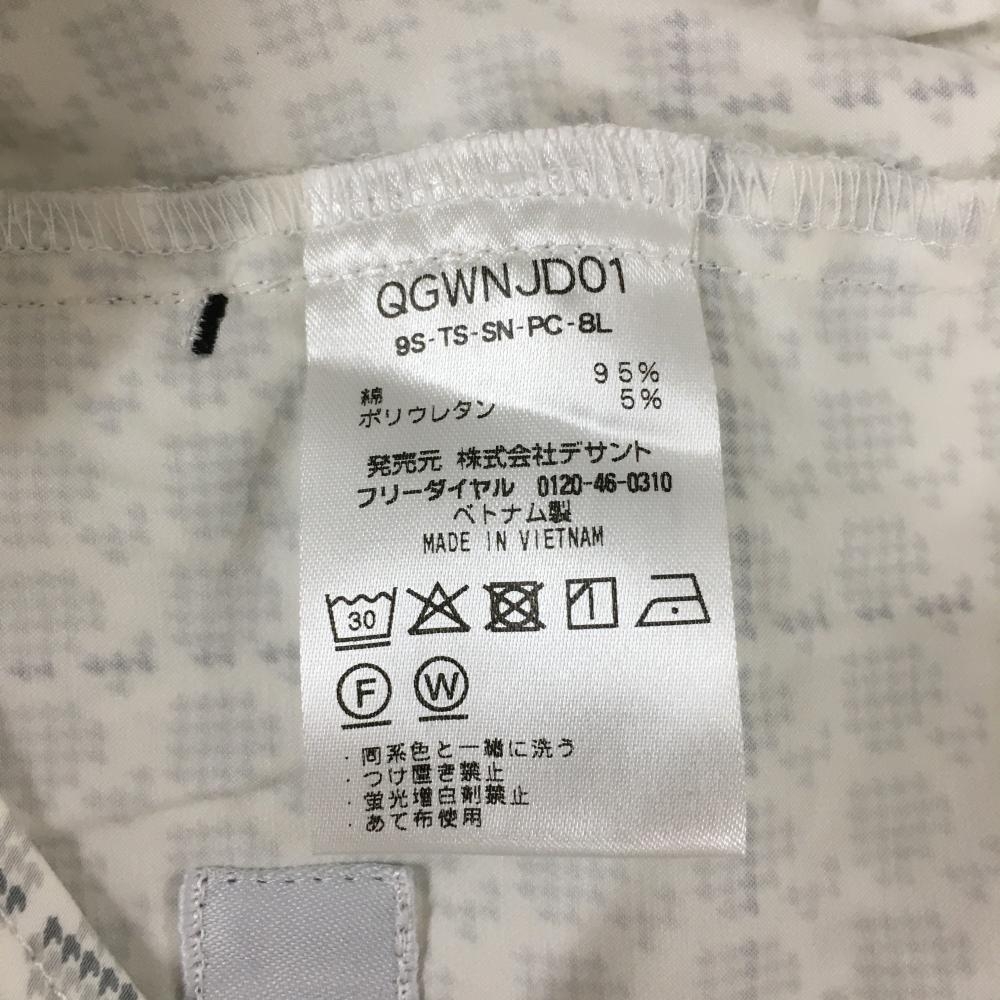 QGWNJD01
9S-TS-SN-PC-8L
綿 95%
ポリウレタン 5%
発売元 株式会社デサント
フリーダイヤル 0120-46-0310
ベトナム製
MADE IN VIETNAM
30
F W
・同系色と一緒に洗う
・つけ置き禁止
・蛍光増白剤禁止
・あて布使用